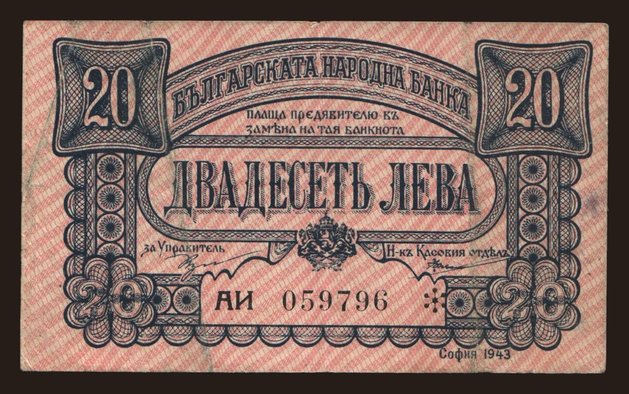 20
20
БЪЛГАРСКАТА НАРОДНА БАНКА
ПЛАЩА ПРЕДЯВИТЕЛЮ КЪ
ЗАМѢНА НА ТАЯ БАНКНОТА
ДВАДЕСЕТЬ ЛЕВА
за Управитель
Н-къ Касовия отдѣлъ
20
АИ 059796
20
София 1943